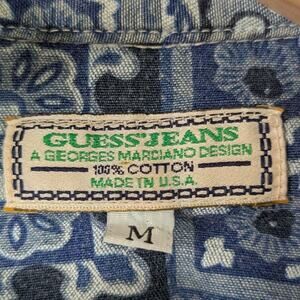 GUESS'JEANS
A GEORGES MARCIANO DESIGN
100% COTTON
MADE IN U.S.A.
M